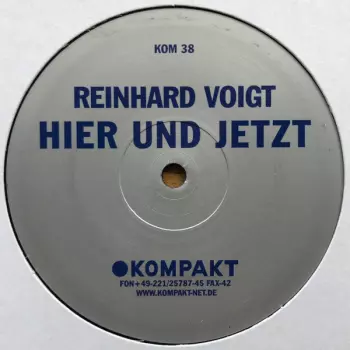 KOM 38
REINHARD VOIGT
HIER UND JETZT
KOMPAKT
FON+49-221/25787-45 FAX-42
WWW.KOMPAKT-NET.DE